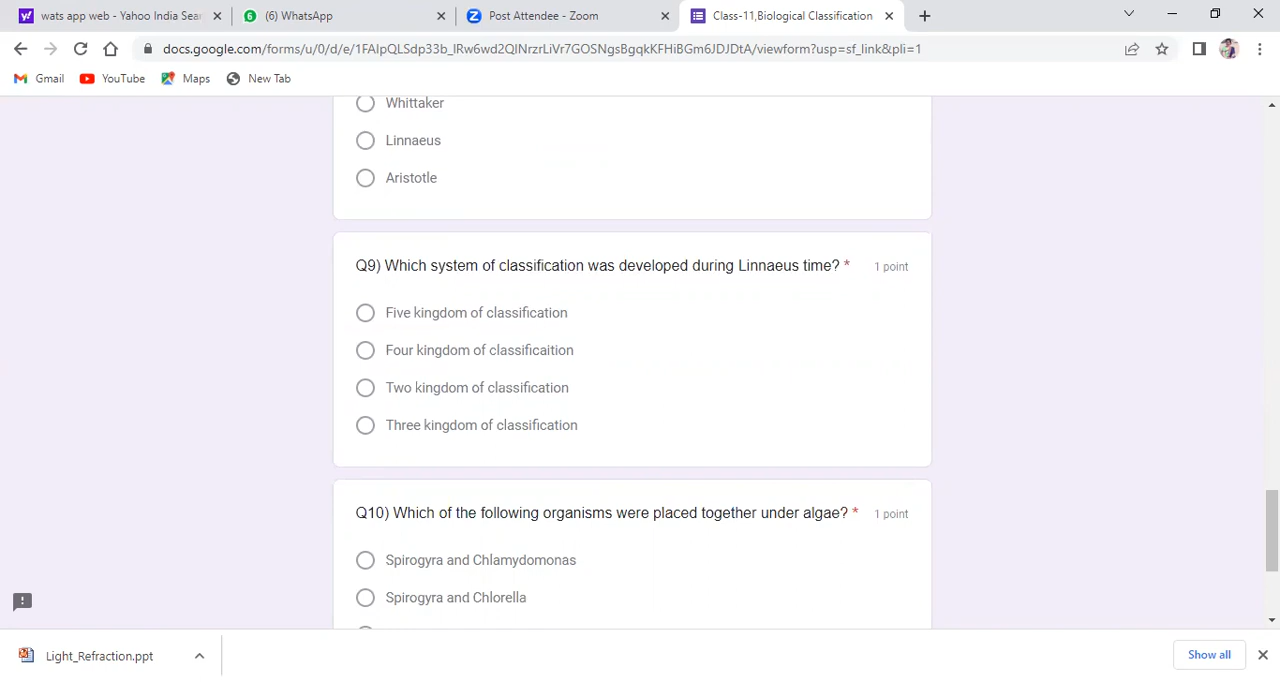 wats app web - Yahoo India Sear
(6) WhatsApp
Post Attendee - Zoom
Class-11,Biological Classification
docs.google.com/forms/u/0/d/e/1FAIpQLSdp33b_lRw6wd2QINrzrLiVr7GOSNgsBgqkKFHiBGm6JDJDtA/viewform?usp=sf_link&pli=1
Gmail
YouTube
Maps
New Tab
Whittaker
Linnaeus
Aristotle
Q9) Which system of classification was developed during Linnaeus time? *
1 point
Five kingdom of classification
Four kingdom of classificaition
Two kingdom of classification
Three kingdom of classification
Q10) Which of the following organisms were placed together under algae? *
1 point
Spirogyra and Chlamydomonas
Spirogyra and Chlorella
Light_Refraction.ppt
Show all